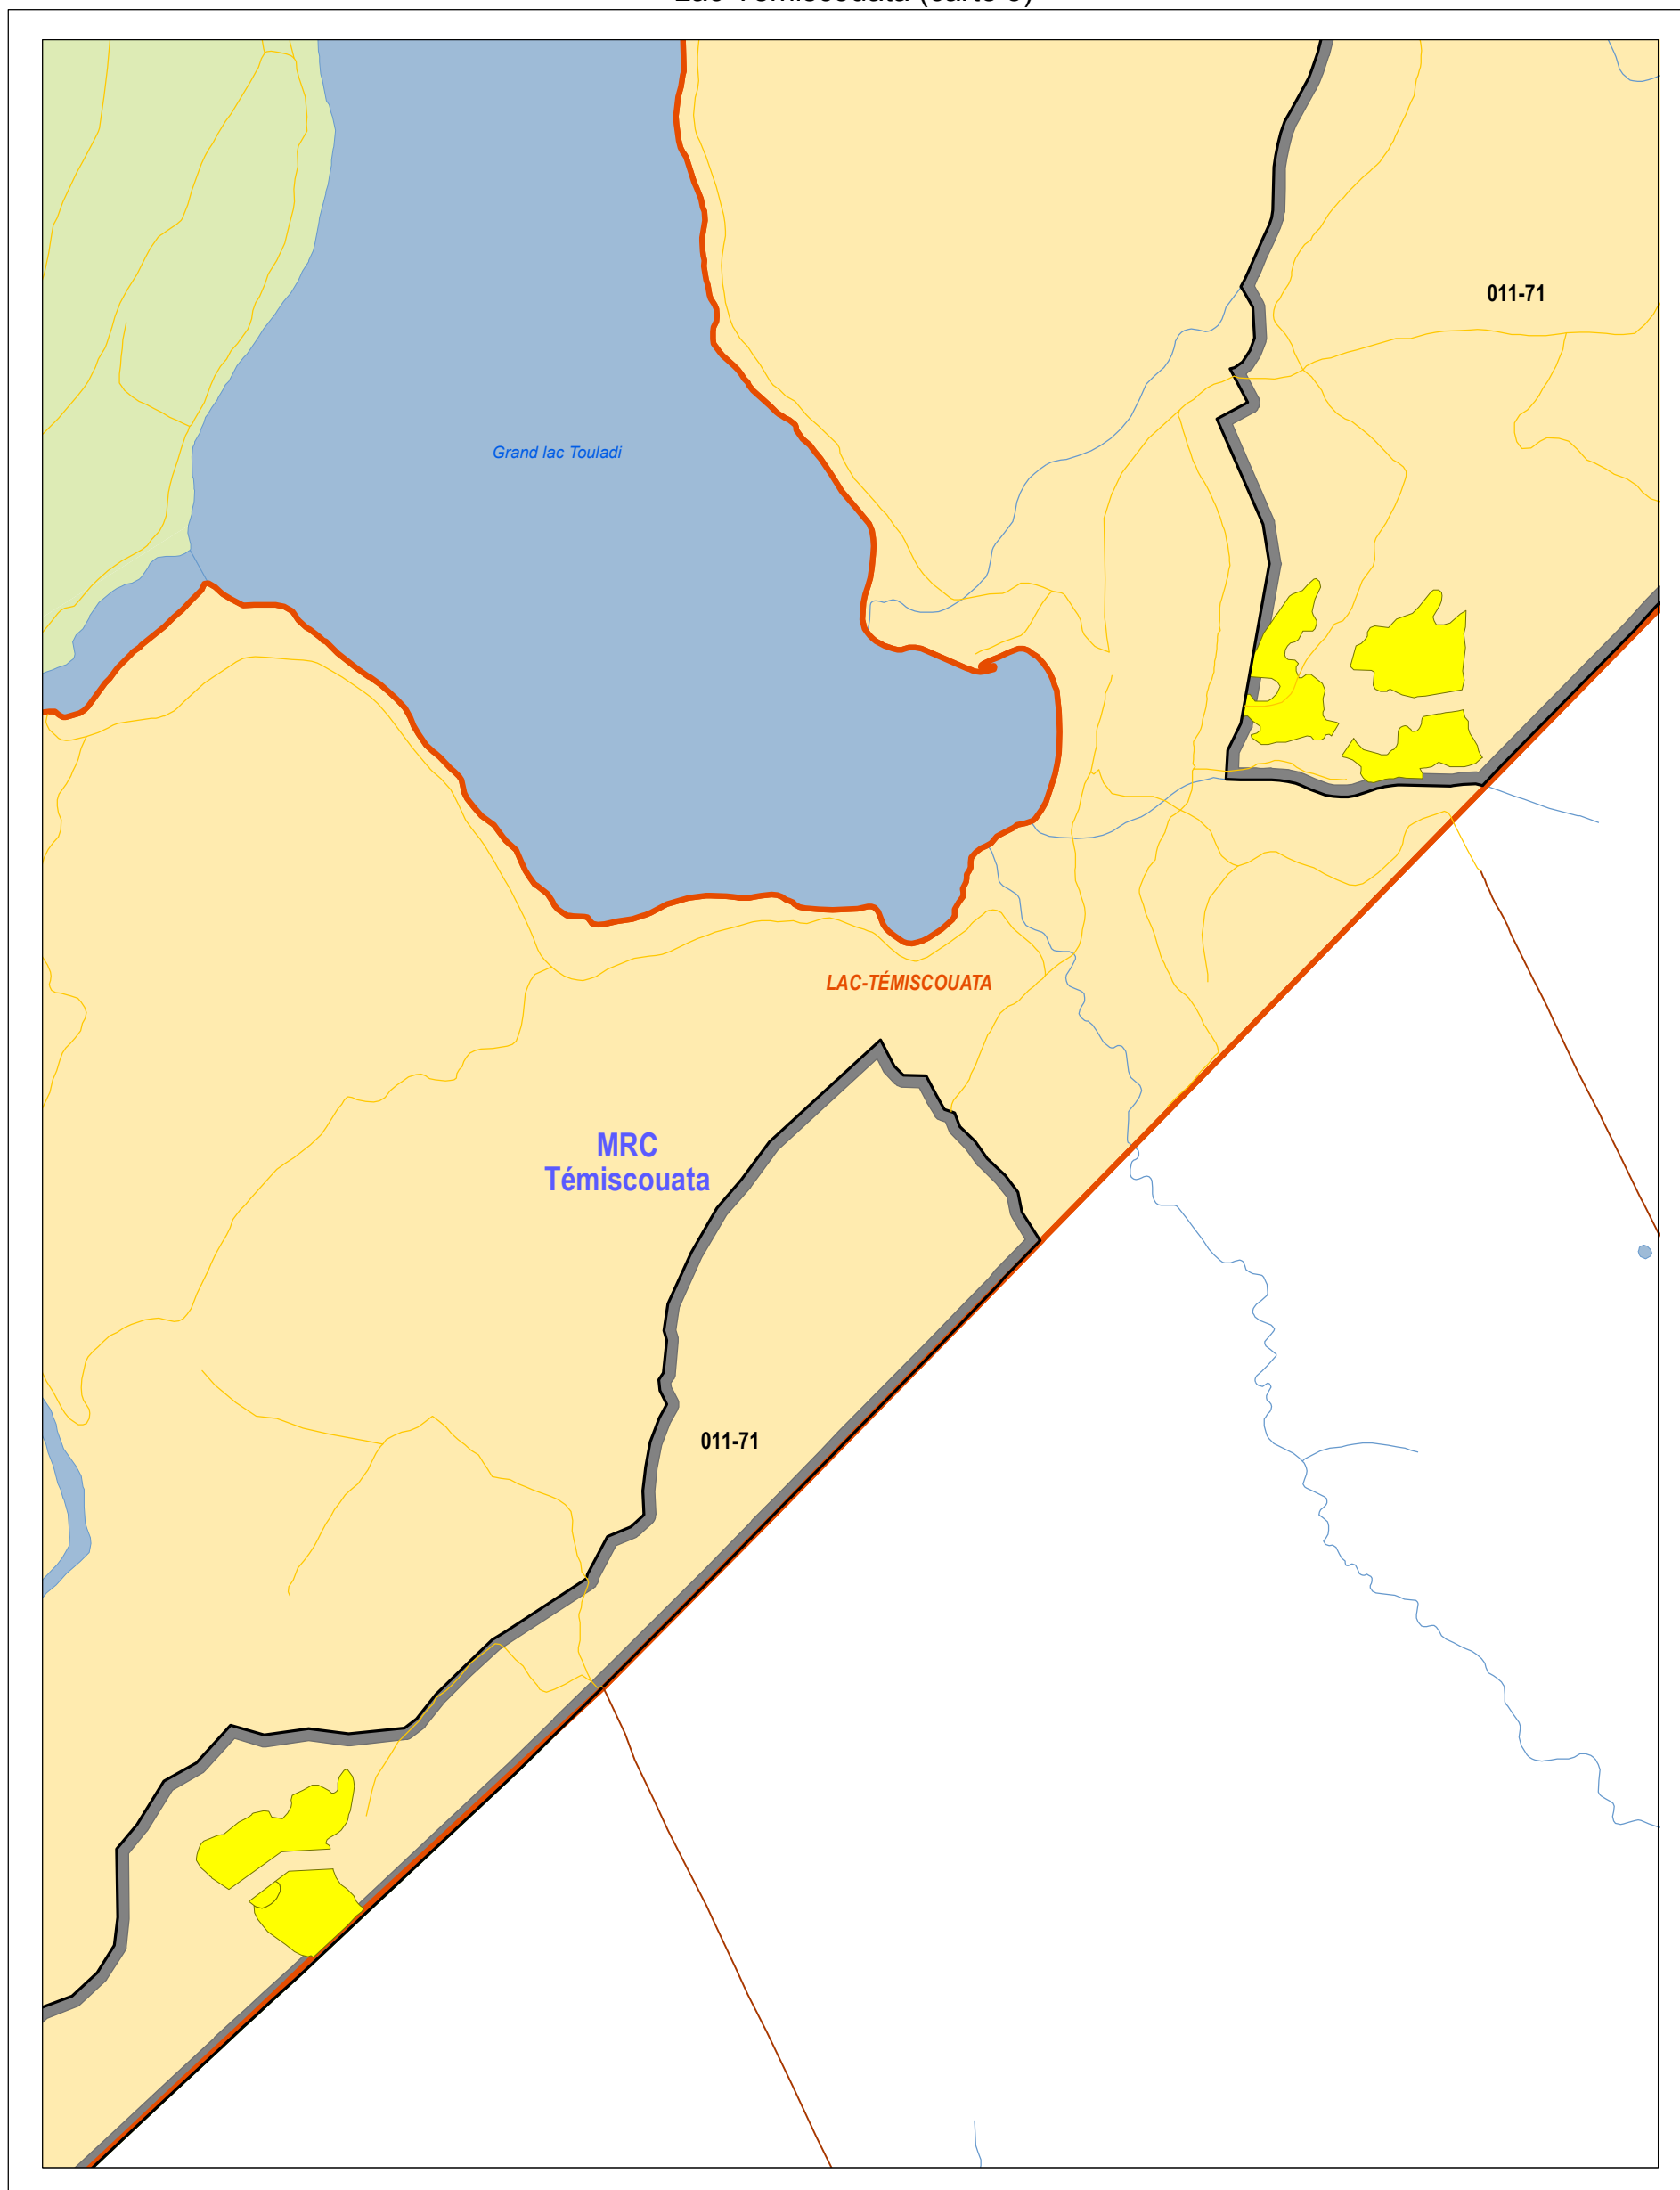 011-71
Grand lac Touladi
LAC-TÉMISCOUATA
MRC
Témiscouata
011-71